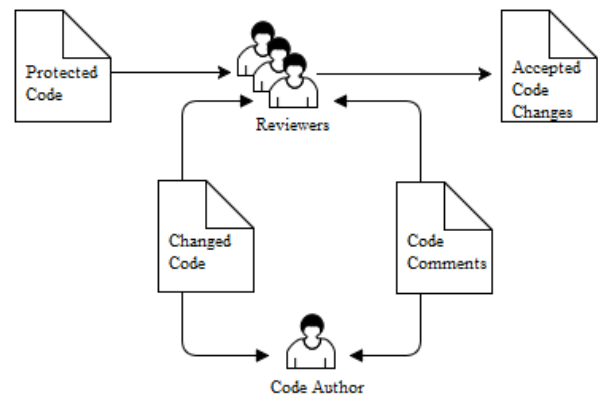 Protected
Code
Accepted
Code
Changes
Reviewers
Changed
Code
Code
Comments
Code Author